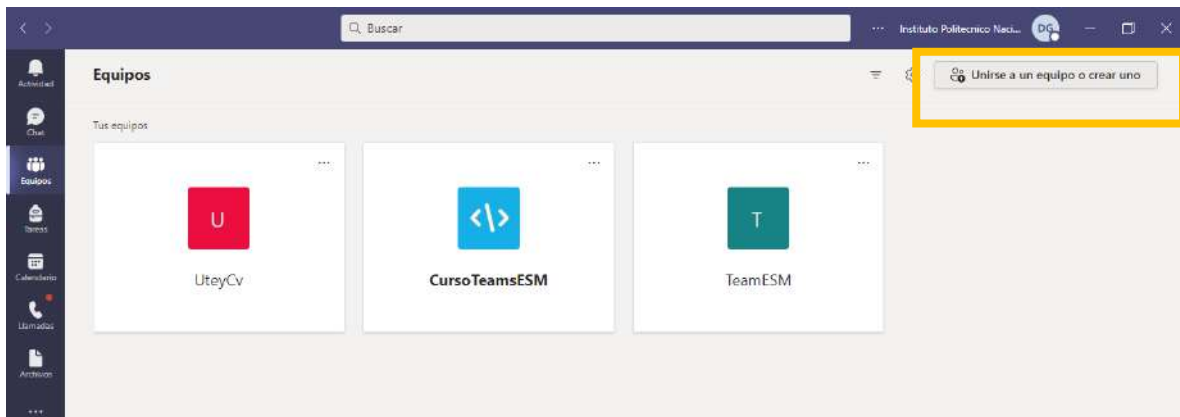 Buscar
... Instituto Politecnico Naci...
DG
Actividad
Chat
Equipos
Tareas
Calendario
Llamadas
Archivos
...
Equipos
Unirse a un equipo o crear uno
Tus equipos
...
U
UteyCv
...
<\>
CursoTeamsESM
...
T
TeamESM